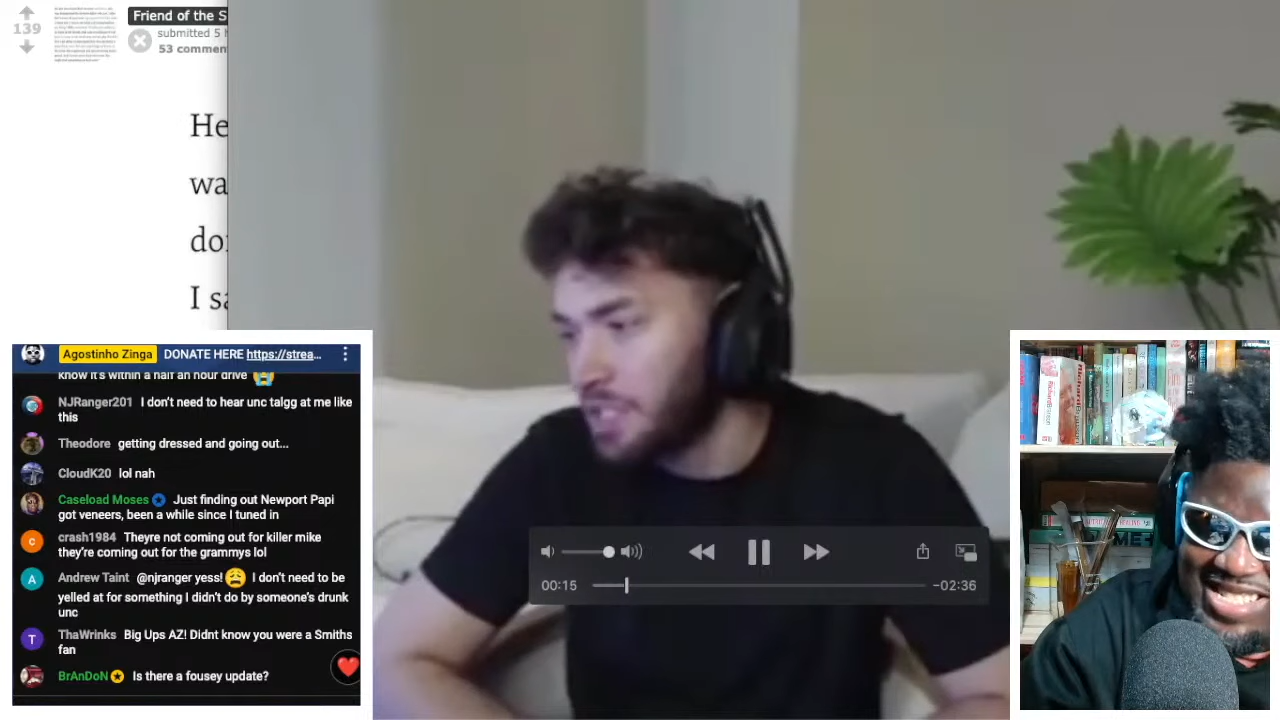 139
Friend of the S
submitted 5 h
53 commen
He
wa
do
I sa
Agostinho Zinga DONATE HERE https://strea...
know it's within a half an hour drive
NJRanger201 I don't need to hear unc talgg at me like
this
Theodore getting dressed and going out...
CloudK20 lol nah
Caseload Moses Just finding out Newport Papi
got veneers, been a while since I tuned in
crash1984 Theyre not coming out for killer mike
they're coming out for the grammys lol
Andrew Taint @njranger yess! I don't need to be
yelled at for something I didn't do by someone's drunk
unc
ThaWrinks Big Ups AZ! Didnt know you were a Smiths
fan
BrAnDoN Is there a fousey update?
00:15
-02:36